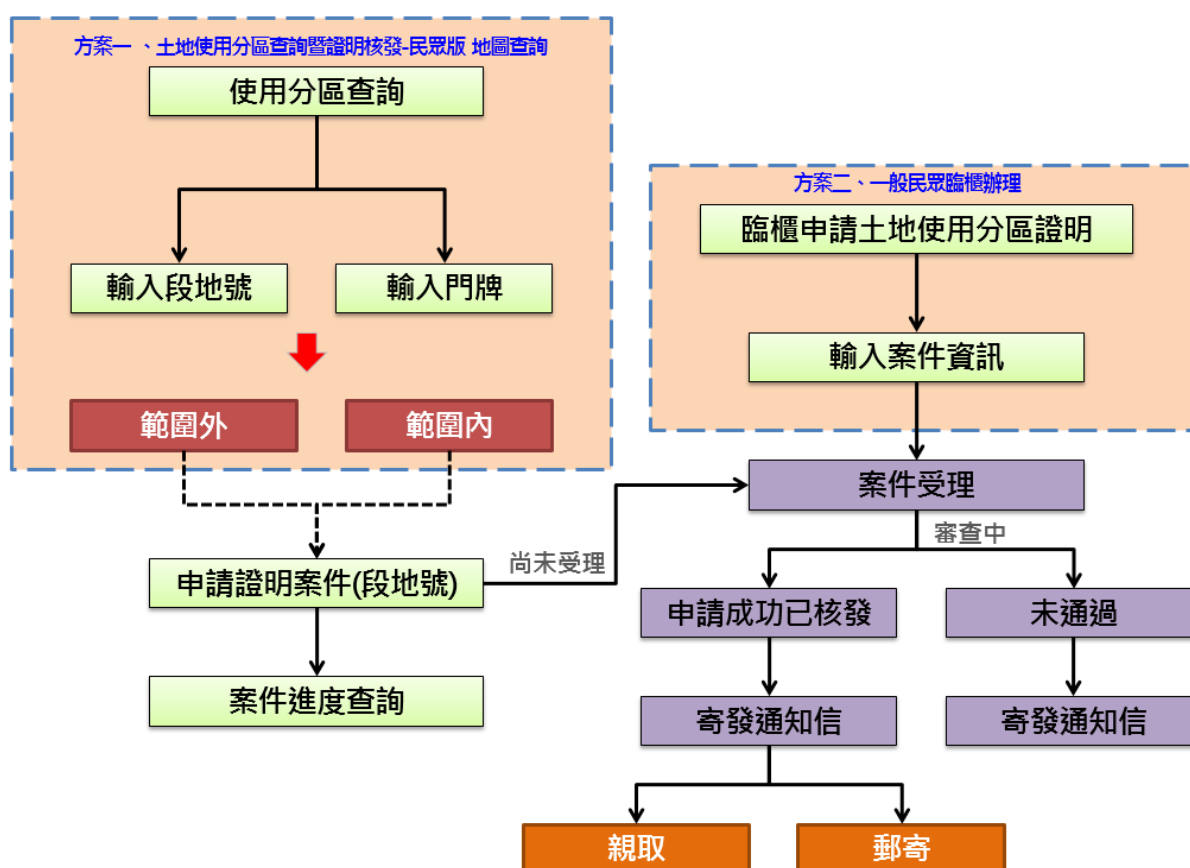 方案一 、土地使用分區查詢暨證明核發-民眾版 地圖查詢
使用分區查詢
輸入段地號
輸入門牌
範圍外
範圍內
申請證明案件(段地號)
尚未受理
案件進度查詢
方案二、一般民眾臨櫃辦理
臨櫃申請土地使用分區證明
輸入案件資訊
案件受理
審查中
申請成功已核發
未通過
寄發通知信
寄發通知信
親取
郵寄